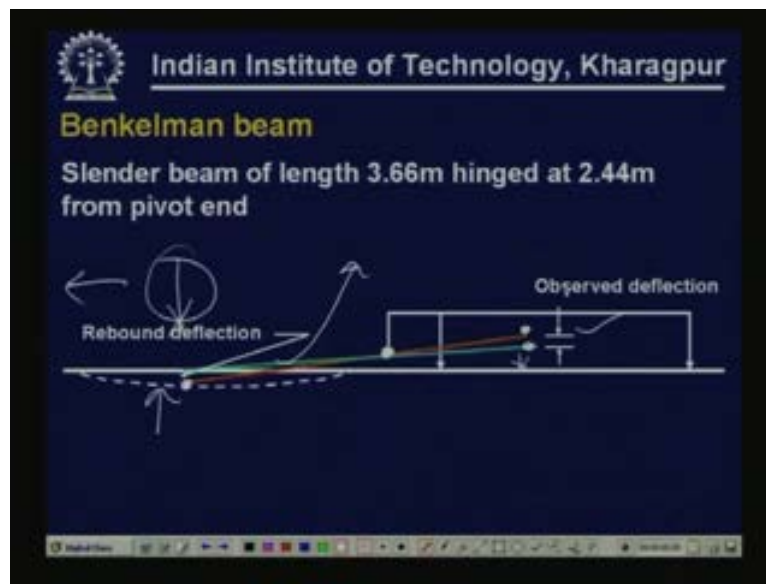 Indian Institute of Technology, Kharagpur
Benkelman beam
Slender beam of length 3.66m hinged at 2.44m
from pivot end
Observed deflection
Rebound deflection